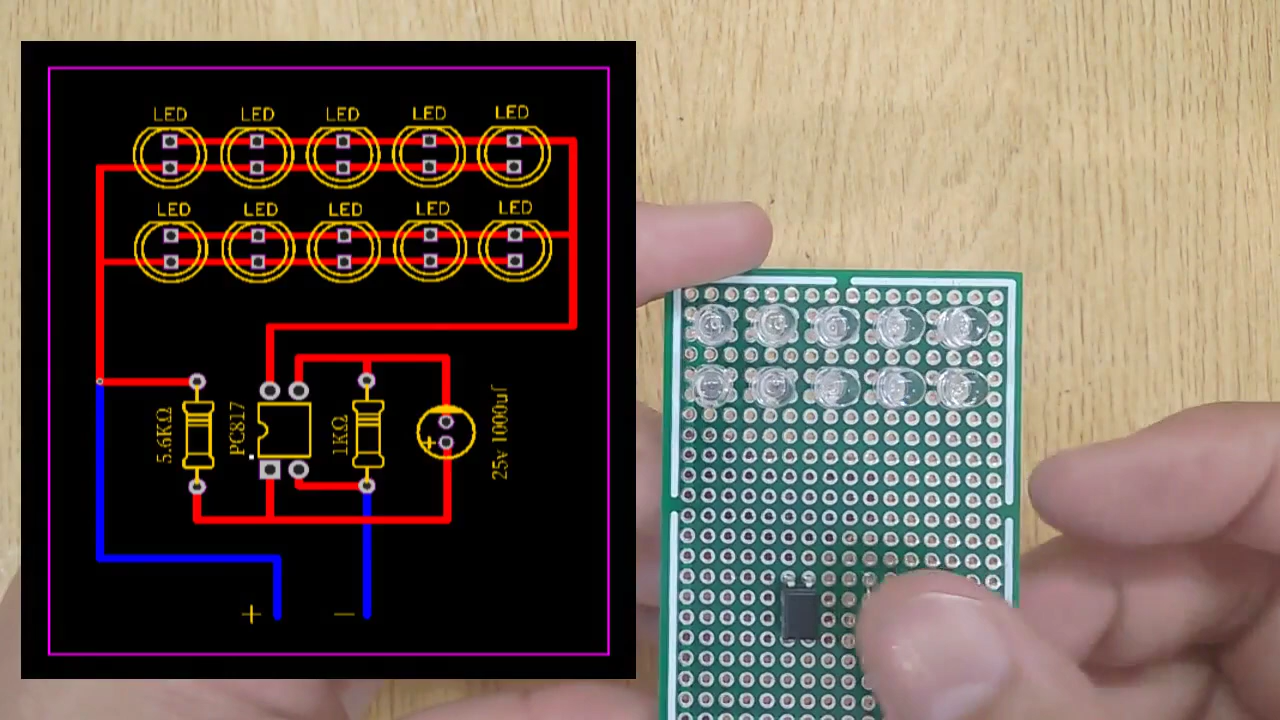 LED LED LED LED LED
LED LED LED LED LED
5.6KΩ
PC817
1KΩ
25v 1000uf
+
+ −